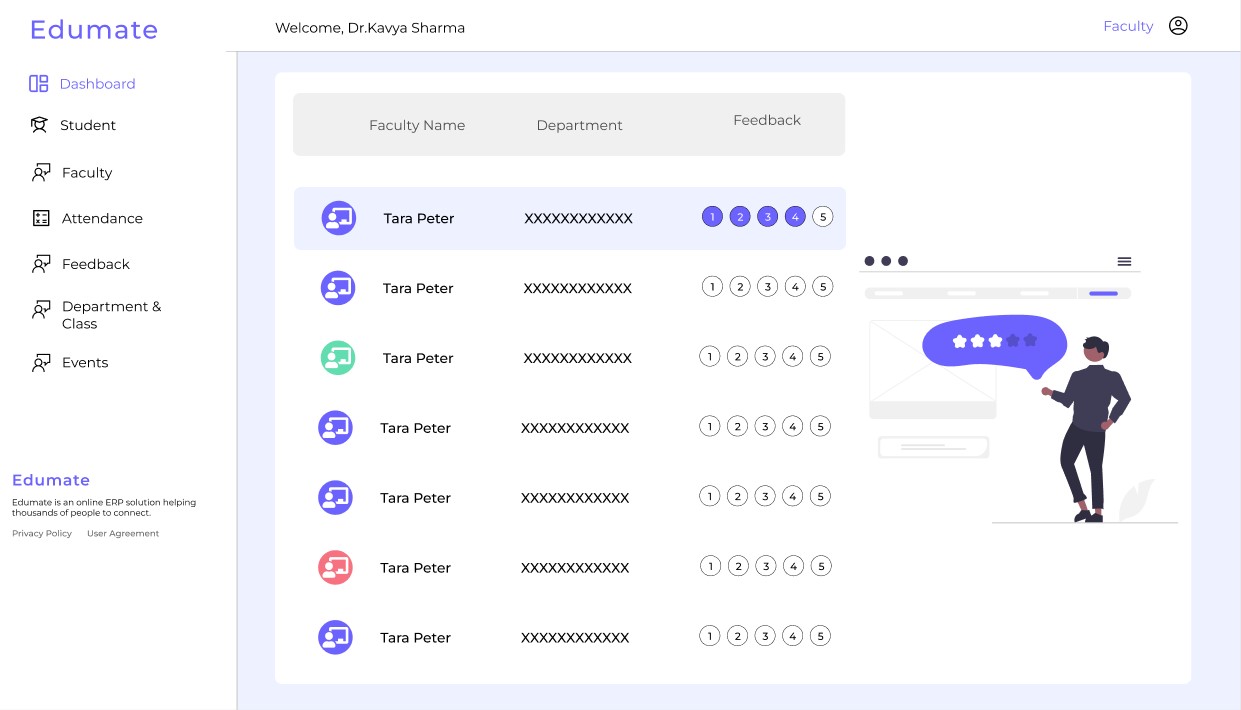 Edumate
Welcome, Dr.Kavya Sharma
Faculty
Dashboard
Student
Faculty
Attendance
Feedback
Department &
Class
Events
Edumate
Edumate is an online ERP solution helping
thousands of people to connect.
Privacy Policy User Agreement
Faculty Name Department Feedback
Tara Peter XXXXXXXXXXXX 1 2 3 4 5
Tara Peter XXXXXXXXXXXX 1 2 3 4 5
Tara Peter XXXXXXXXXXXX 1 2 3 4 5
Tara Peter XXXXXXXXXXXX 1 2 3 4 5
Tara Peter XXXXXXXXXXXX 1 2 3 4 5
Tara Peter XXXXXXXXXXXX 1 2 3 4 5
Tara Peter XXXXXXXXXXXX 1 2 3 4 5